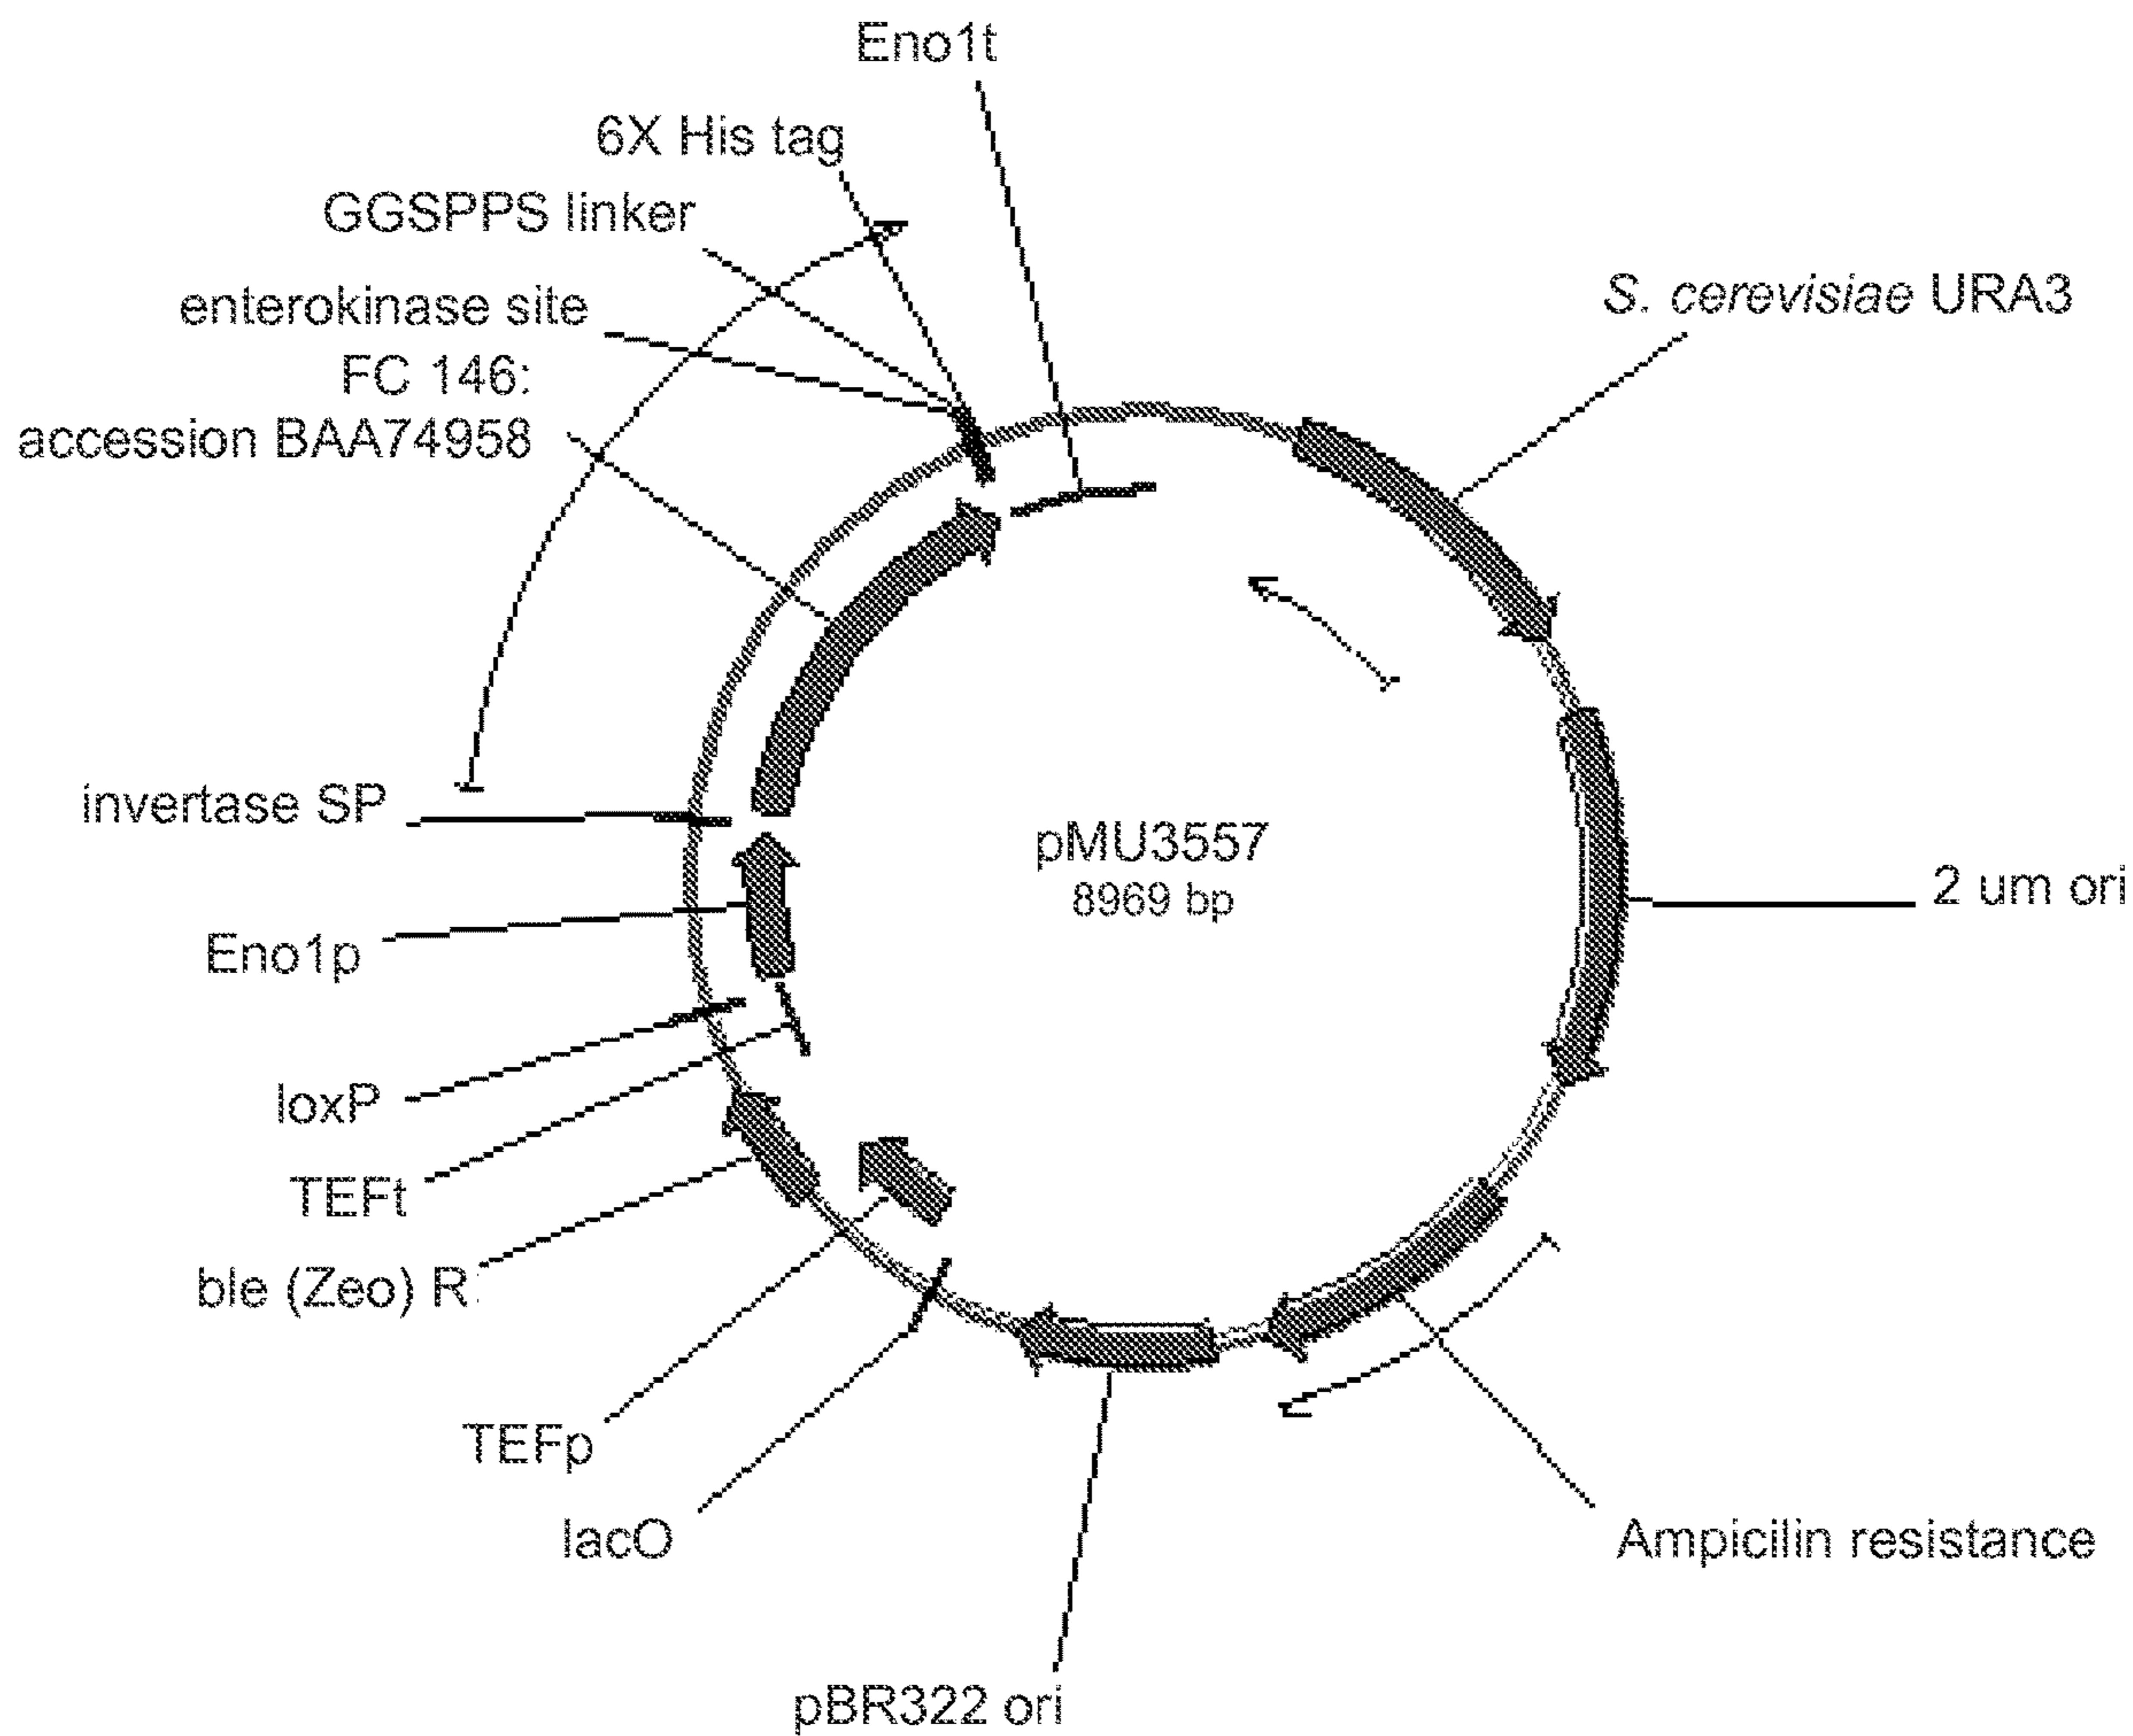 Eno1t
6X His tag
GGSPPS linker
S. cerevisiae URA3
enterokinase site
FC 146:
accession BAA74958
invertase SP
pMU3557
8969 bp
2 um ori
Eno1p
loxP
TEFt
ble (Zeo) R
TEFp
lacO
Ampicilin resistance
pBR322 ori